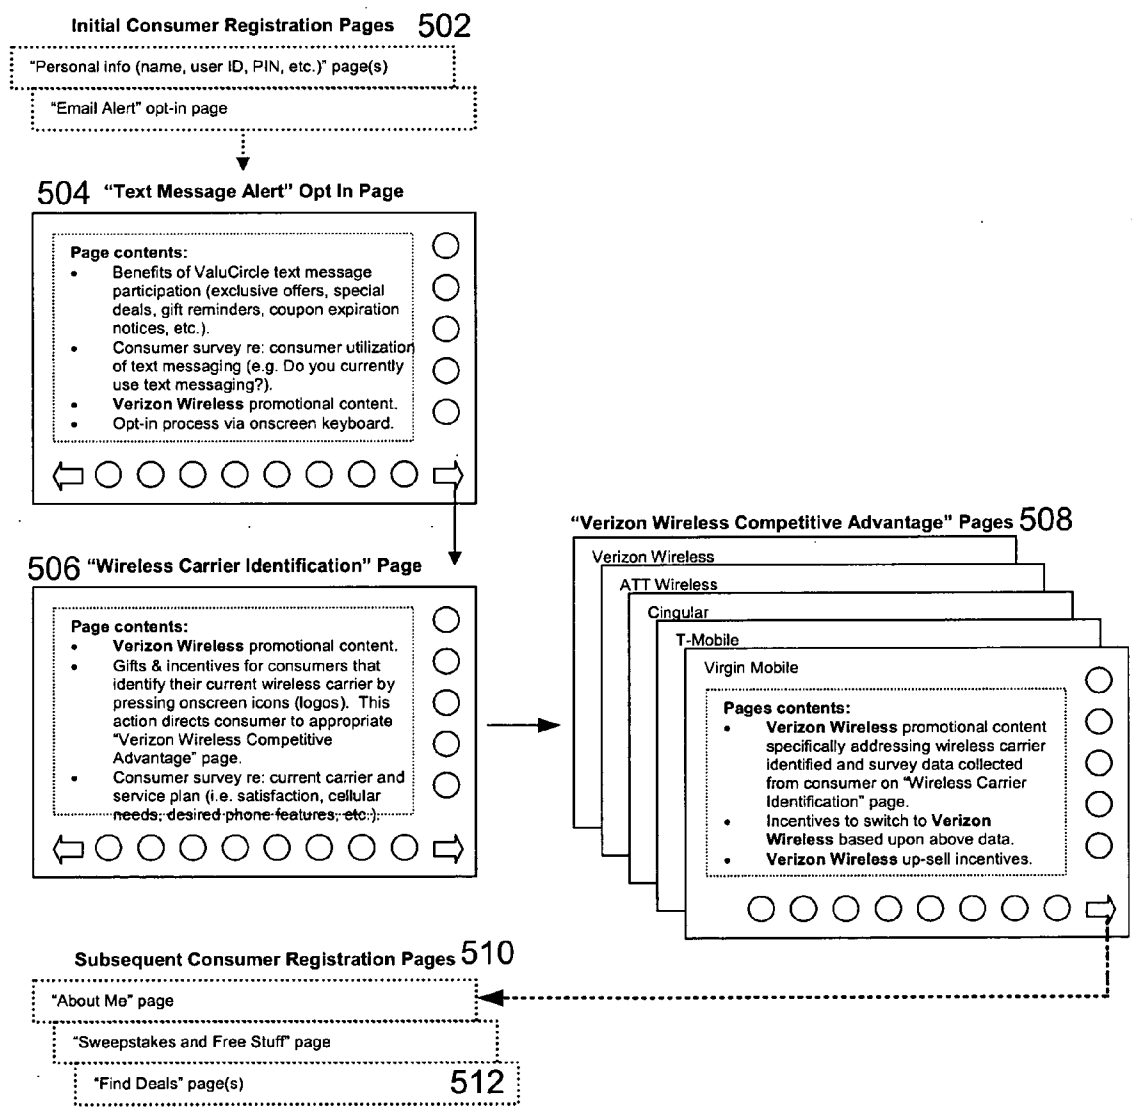 Initial Consumer Registration Pages 502
"Personal info (name, user ID, PIN, etc.)" page(s)
"Email Alert" opt-in page
504 "Text Message Alert" Opt In Page
Page contents:
• Benefits of ValuCircle text message
participation (exclusive offers, special
deals, gift reminders, coupon expiration
notices, etc.).
• Consumer survey re: consumer utilization
of text messaging (e.g. Do you currently
use text messaging?).
• Verizon Wireless promotional content.
• Opt-in process via onscreen keyboard.
506 "Wireless Carrier Identification" Page
Page contents:
• Verizon Wireless promotional content.
• Gifts & incentives for consumers that
identify their current wireless carrier by
pressing onscreen icons (logos). This
action directs consumer to appropriate
"Verizon Wireless Competitive
Advantage" page.
• Consumer survey re: current carrier and
service plan (i.e. satisfaction, cellular
needs, desired phone features, etc.).
"Verizon Wireless Competitive Advantage" Pages 508
Verizon Wireless
ATT Wireless
Cingular
T-Mobile
Virgin Mobile
Pages contents:
• Verizon Wireless promotional content
specifically addressing wireless carrier
identified and survey data collected
from consumer on "Wireless Carrier
Identification" page.
• Incentives to switch to Verizon
Wireless based upon above data.
• Verizon Wireless up-sell incentives.
Subsequent Consumer Registration Pages 510
"About Me" page
"Sweepstakes and Free Stuff" page
"Find Deals" page(s) 512